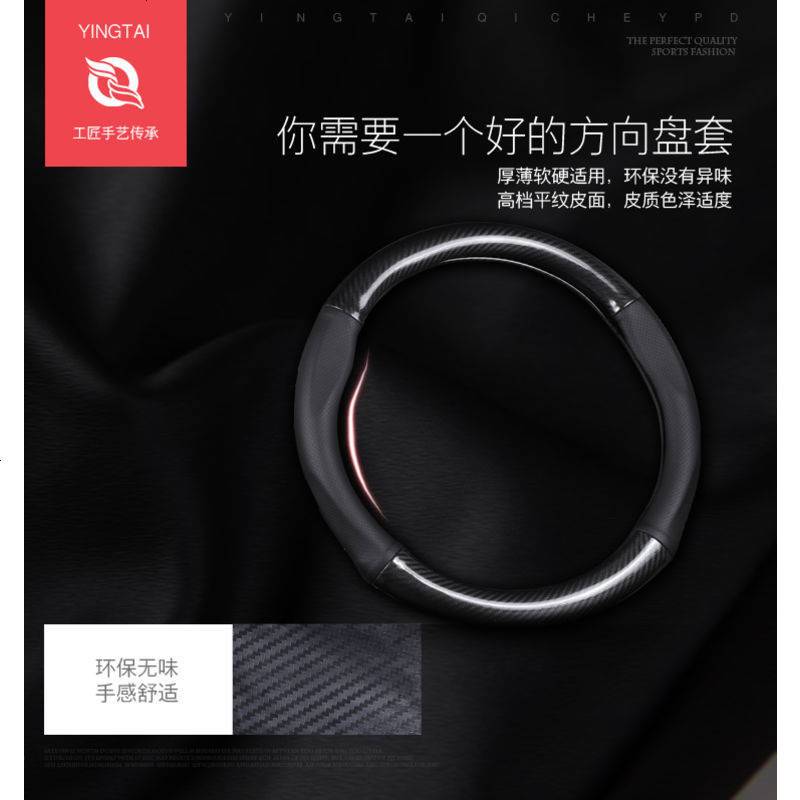 YINGTAI
工匠手艺传承
YINGTAIQICHEYPD
THE PERFECT QUALITY
SPORTS FASHION
你需要一个好的方向盘套
厚薄软硬适用，环保没有异味
高档平纹皮面，皮质色泽适度
环保无味
手感舒适